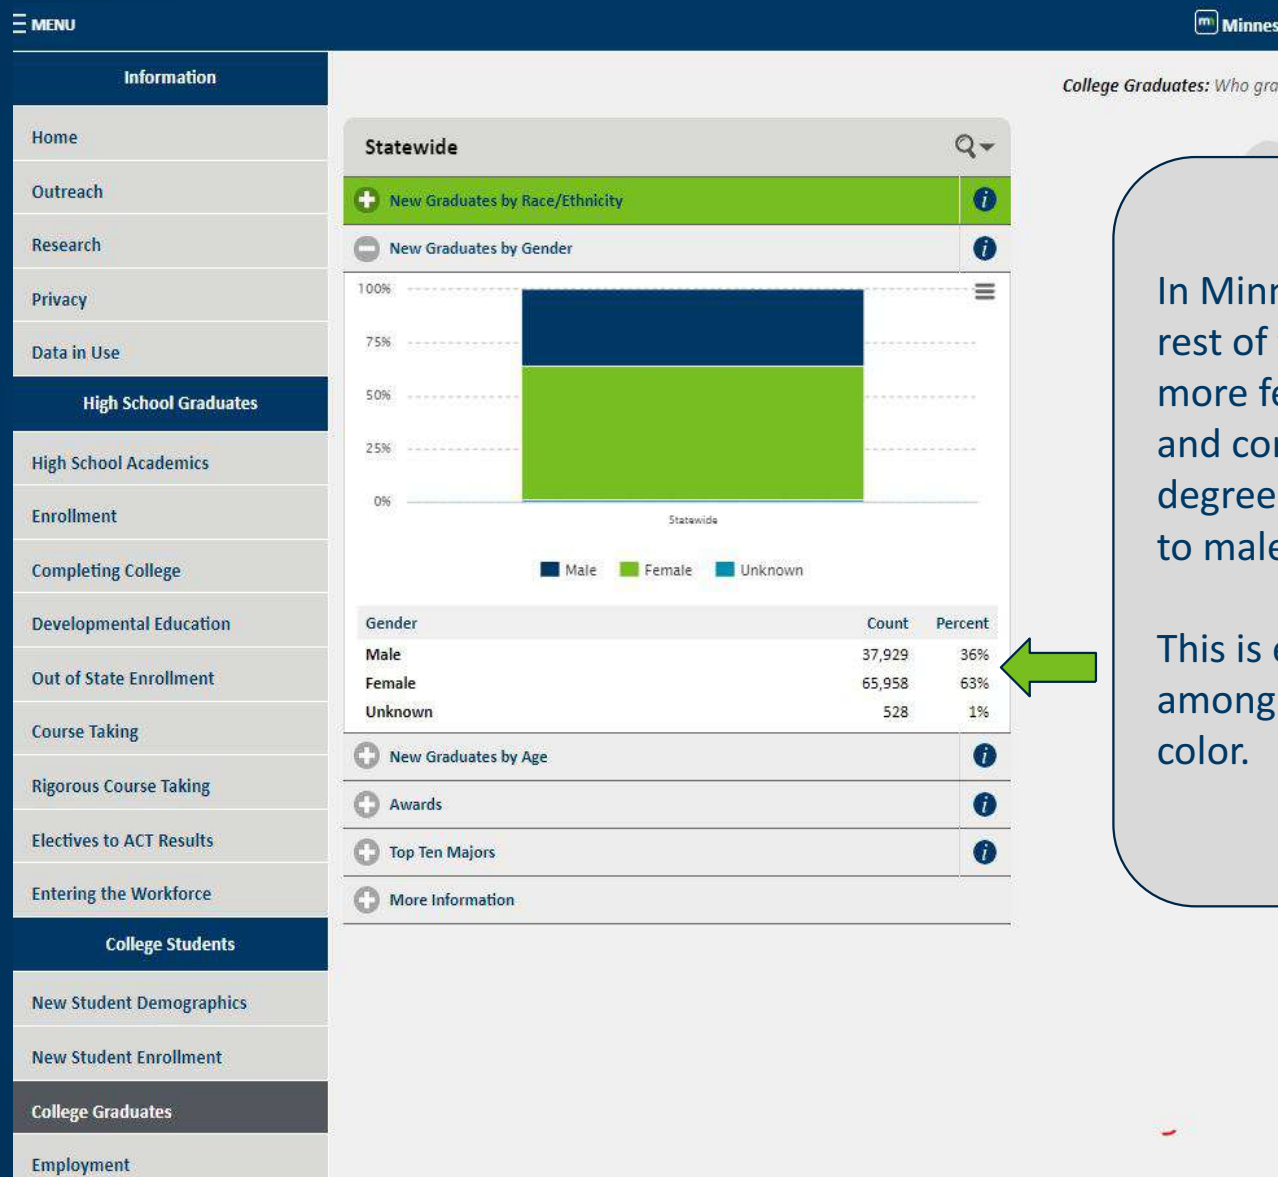 MENU
Minnes
Information
Home
Outreach
Research
Privacy
Data in Use
High School Graduates
High School Academics
Enrollment
Completing College
Developmental Education
Out of State Enrollment
Course Taking
Rigorous Course Taking
Electives to ACT Results
Entering the Workforce
College Students
New Student Demographics
New Student Enrollment
College Graduates
Employment
College Graduates: Who gra
Statewide
New Graduates by Race/Ethnicity
New Graduates by Gender
100%
75%
50%
25%
0%
Statewide
Male Female Unknown
Gender Count Percent
Male 37,929 36%
Female 65,958 63%
Unknown 528 1%
New Graduates by Age
Awards
Top Ten Majors
More Information
In Minn
rest of
more fe
and co
degree
to male
This is e
among
color.